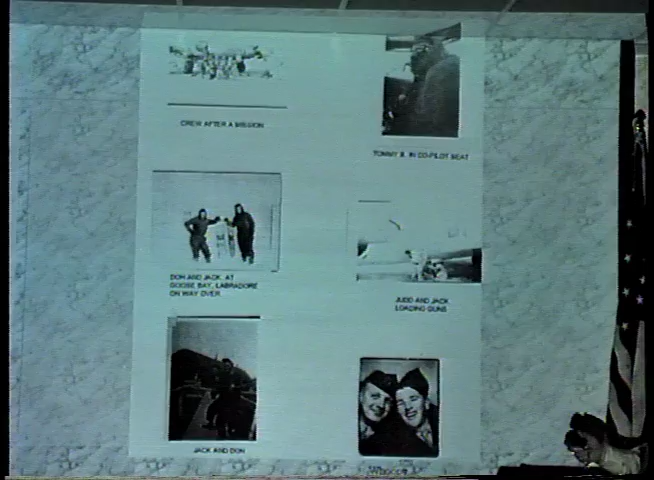 CREW AFTER A MISSION
TOMMY B. IN CO-PILOT SEAT
DON AND JACK AT
GOOSE BAY, LABRADORE
ON WAY OVER
JUDD AND JACK
LOADING GUNS
JACK AND DON